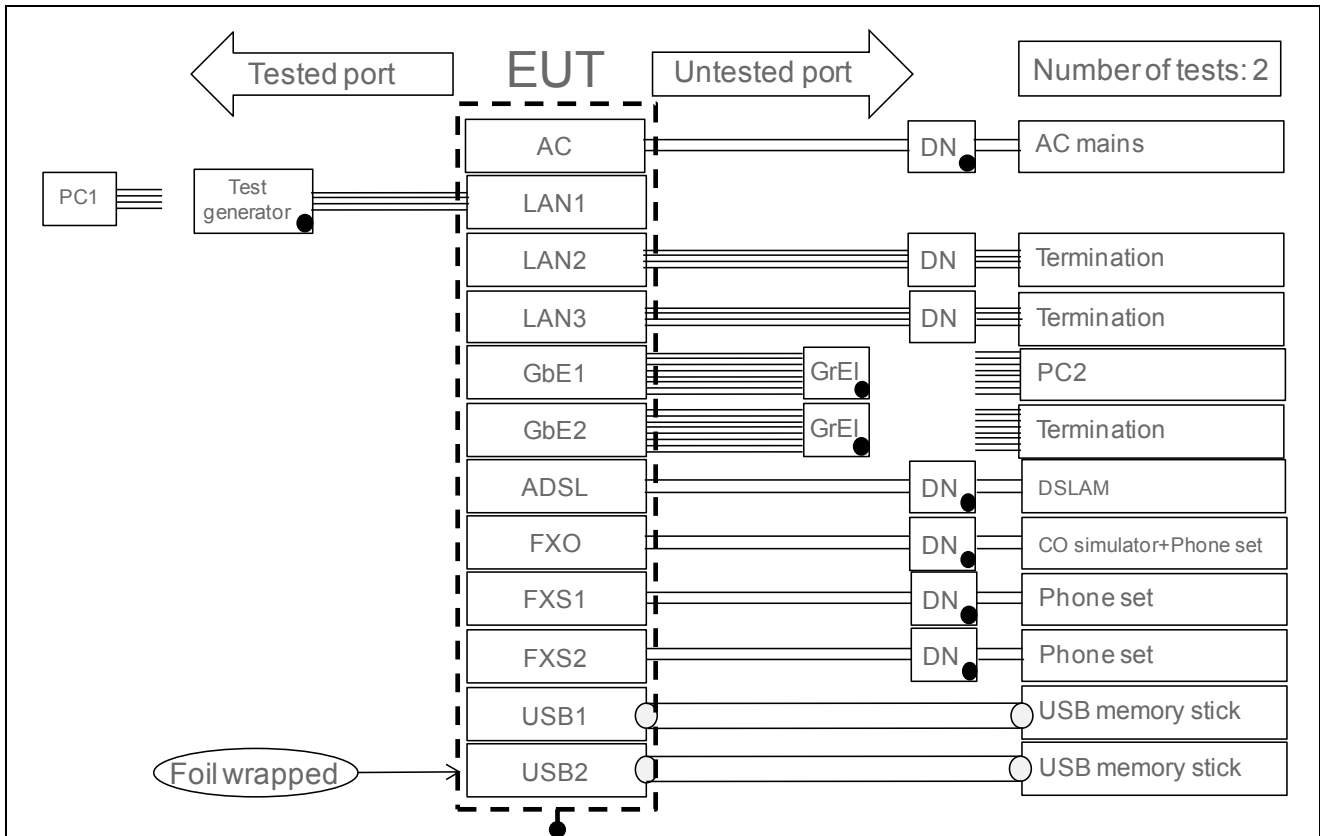 Tested port
EUT
Untested port
Number of tests: 2
AC
DN
AC mains
PC1
Test
generator
LAN1
LAN2
DN
Termination
LAN3
DN
Termination
GbE1
GrEl
PC2
GbE2
GrEl
Termination
ADSL
DN
DSLAM
FXO
DN
CO simulator+Phone set
FXS1
DN
Phone set
FXS2
DN
Phone set
USB1
USB memory stick
Foil wrapped
USB2
USB memory stick